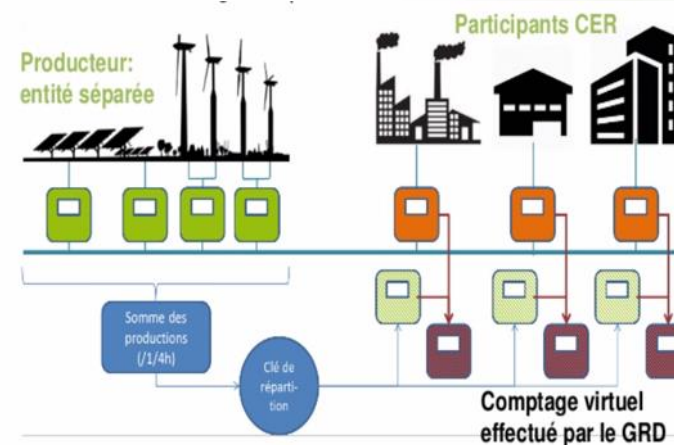 Participants CER
Producteur:
entité séparée
Somme des
productions
(/1/4h)
Clé de
réparti-
tion
Comptage virtuel
effectué par le GRD